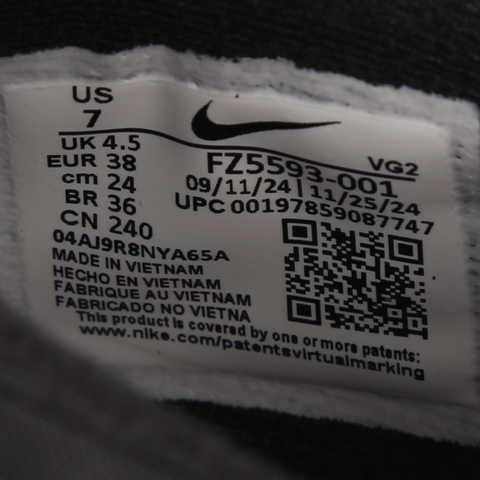 US
7
UK 4.5
EUR 38
cm 24
BR 36
CN 240
VG2
FZ5593-001
09/11/24 | 11/25/24
UPC 00197859087747
04AJ9R8NYA65A
MADE IN VIETNAM
HECHO EN VIETNAM
FABRIQUE AU VIETNAM
FABRICADO NO VIETNA
This product is covered by one or more patents:
www.nike.com/patentsvirtualmarking